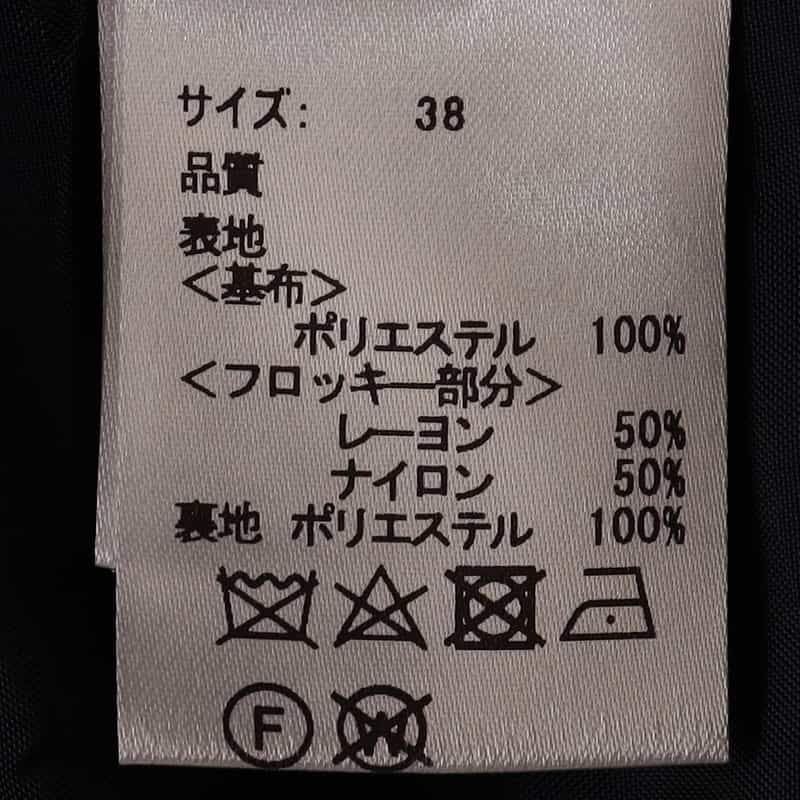 サイズ: 38
品質
表地
<基布>
ポリエステル 100%
<フロッキー部分>
レーヨン 50%
ナイロン 50%
裏地 ポリエステル 100%
F W